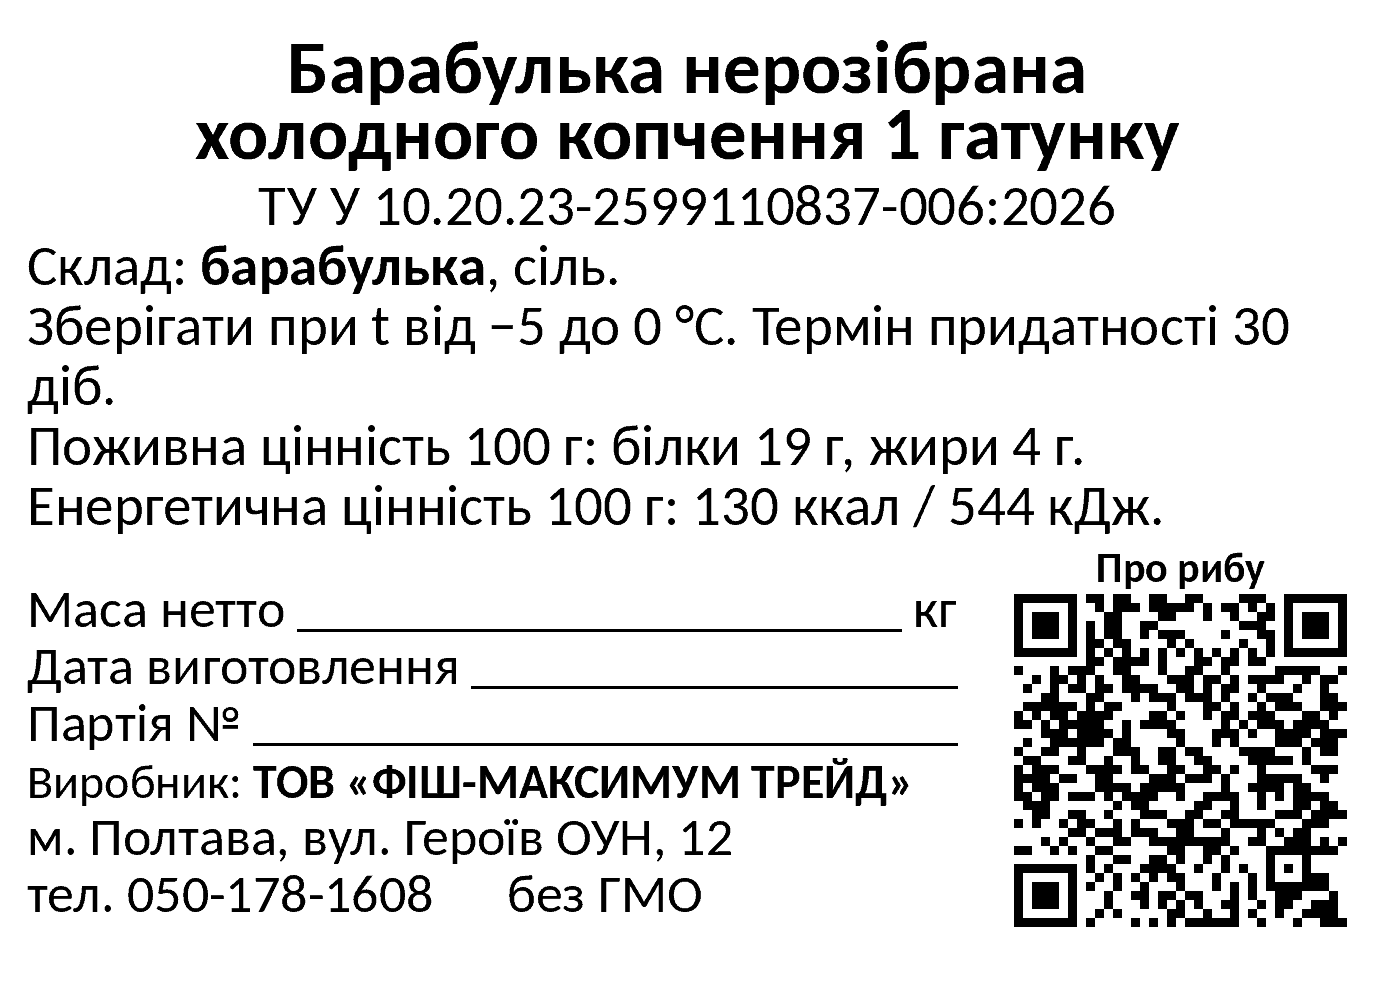 Барабулька нерозібрана
холодного копчення 1 гатунку
ТУ У 10.20.23-2599110837-006:2026
Склад: барабулька, сіль.
Зберігати при t від −5 до 0 °С. Термін придатності 30
діб.
Поживна цінність 100 г: білки 19 г, жири 4 г.
Енергетична цінність 100 г: 130 ккал / 544 кДж.
Про рибу
Маса нетто ______ кг
Дата виготовлення ______
Партія № ______
Виробник: ТОВ «ФІШ-МАКСИМУМ ТРЕЙД»
м. Полтава, вул. Героїв ОУН, 12
тел. 050-178-1608 без ГМО